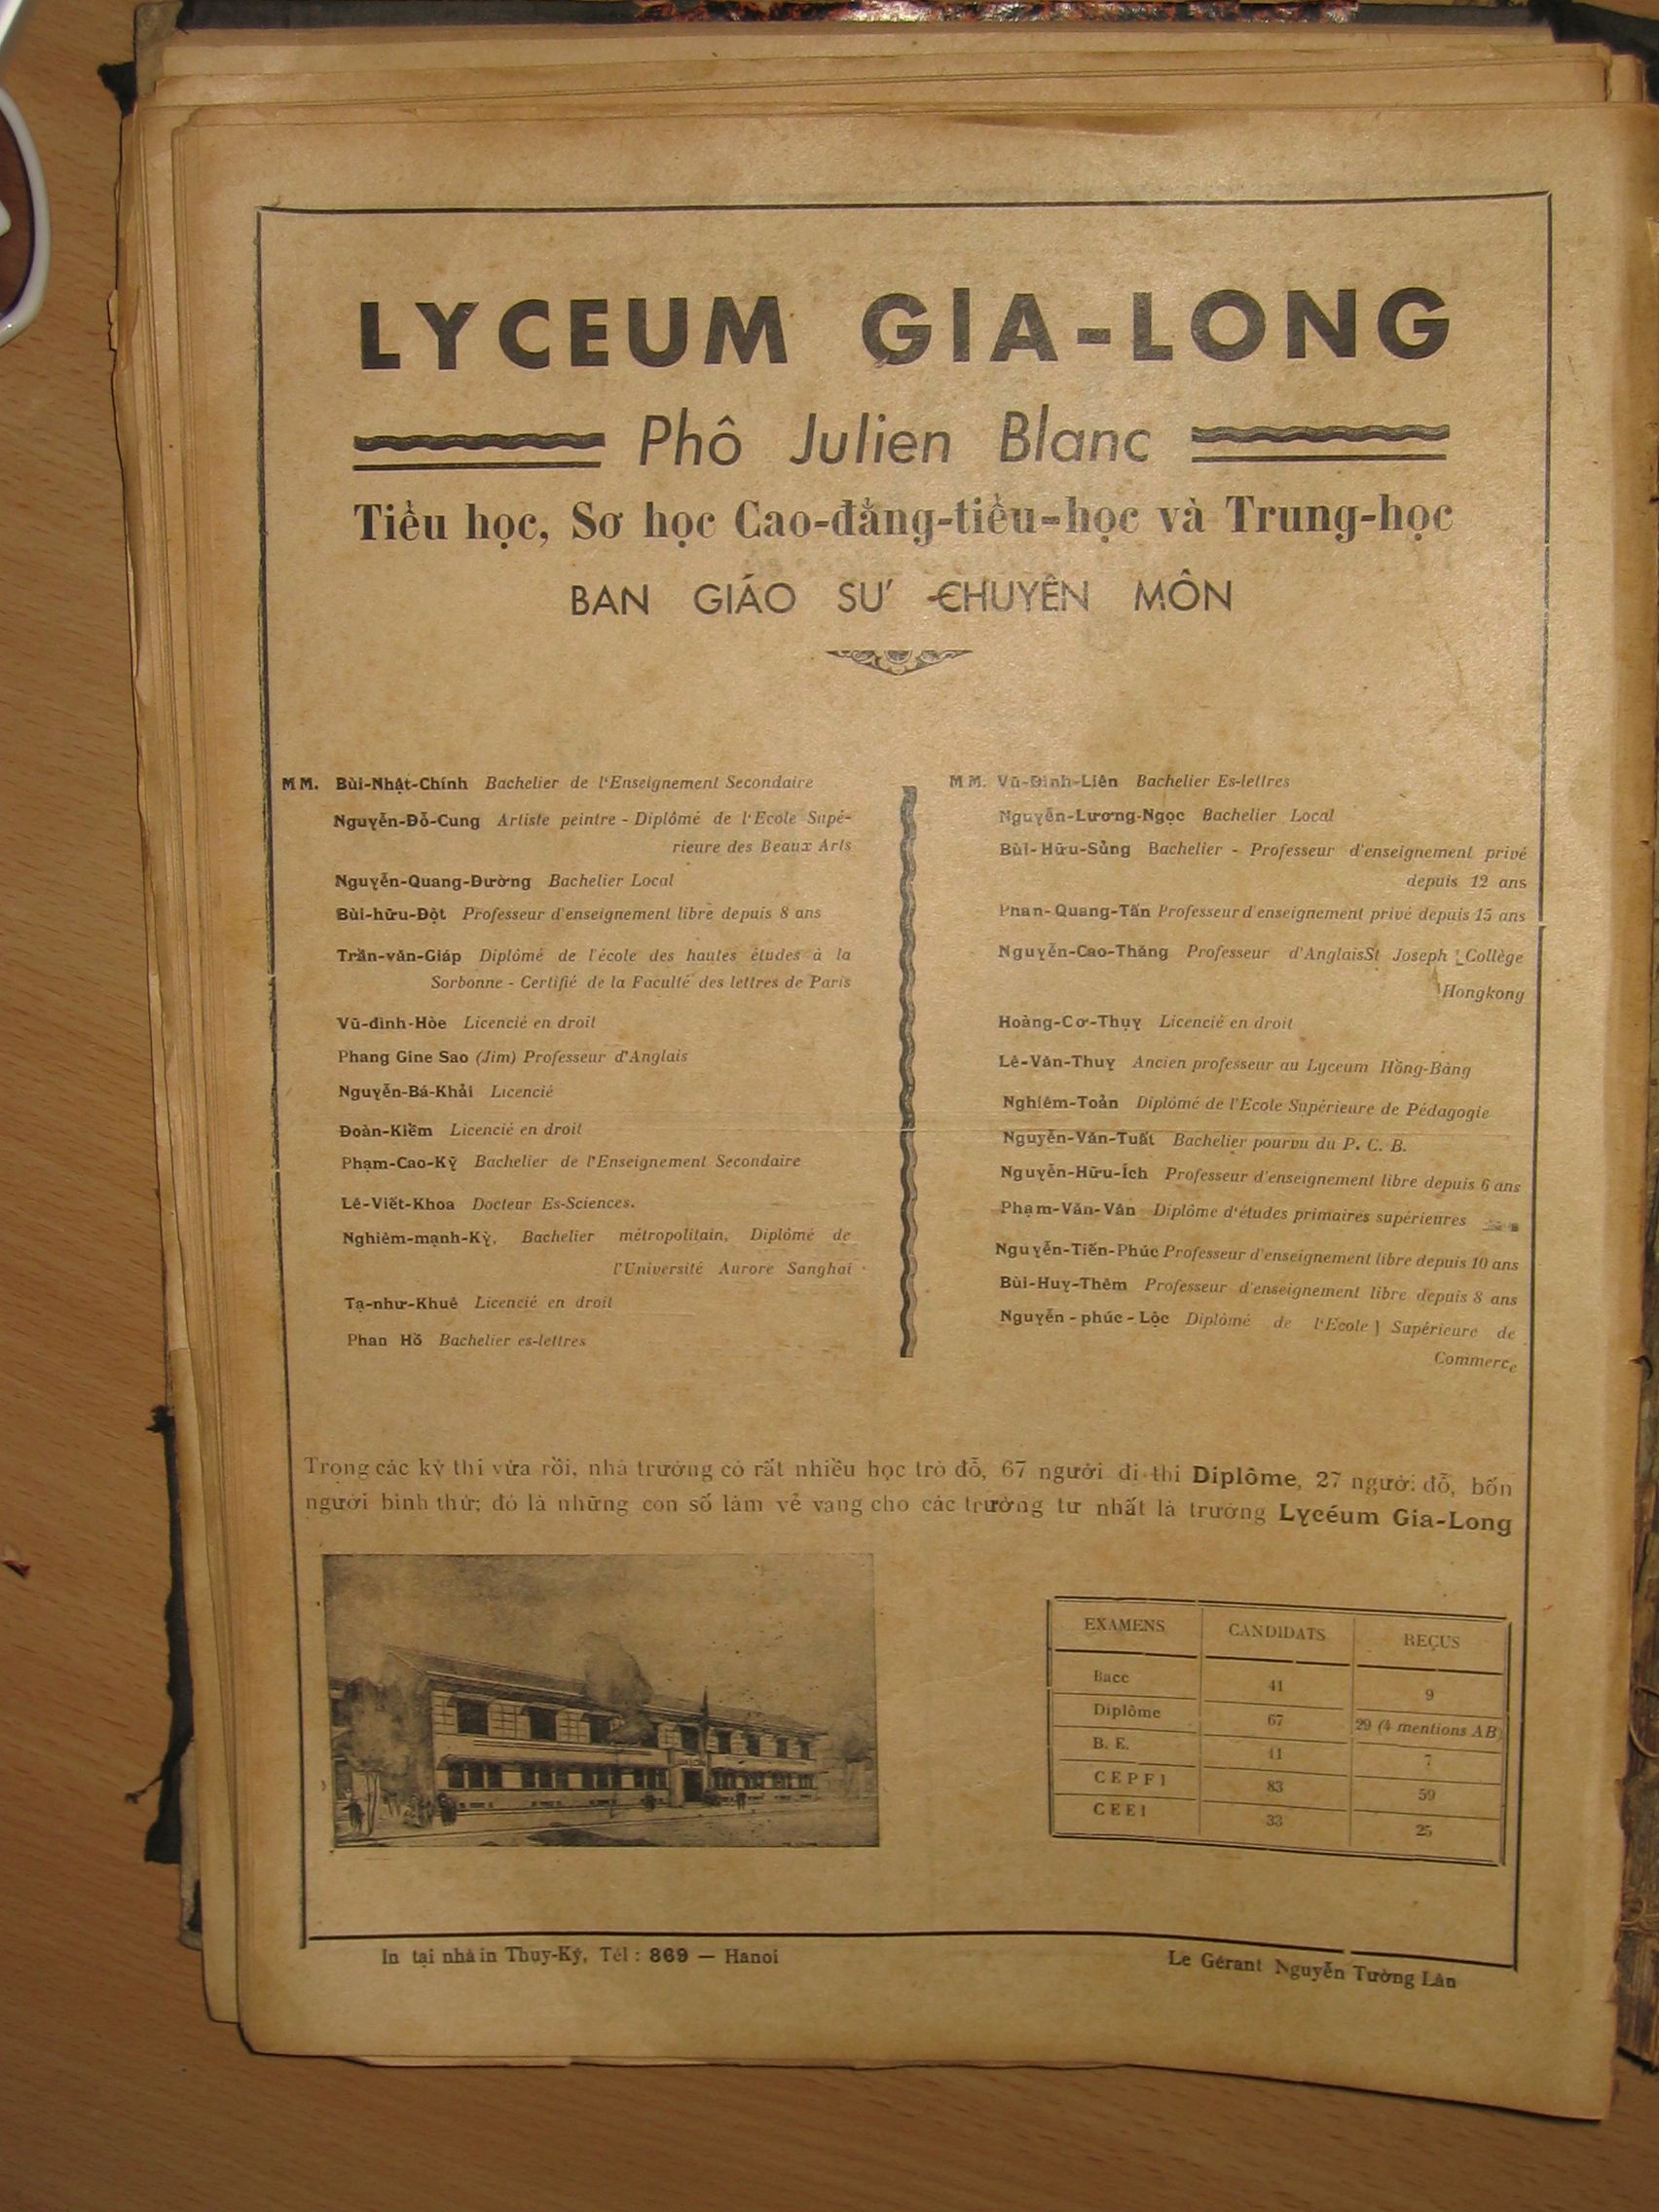 LYCEUM GIA-LONG
Phô Julien Blanc
Tiểu học, Sơ học Cao-đẳng-tiểu-học và Trung-học
BAN GIÁO SƯ CHUYÊN MÔN
MM. Bùi-Nhật-Chính Bachelier de l'Enseignement Secondaire
Nguyễn-Đỗ-Cung Artiste peintre - Diplômé de l'Ecole Supé-
rieure des Beaux Arts
Nguyễn-Quang-Đường Bachelier Local
Bùi-hữu-Đột Professeur d'enseignement libre depuis 8 ans
Trần-văn-Giáp Diplômé de l'école des hautes études à la
Sorbonne - Certifié de la Faculté des lettres de Paris
Vũ-đình-Hòe Licencié en droit
Phang Gine Sao (Jim) Professeur d'Anglais
Nguyễn-Bá-Khải Licencié
Đoàn-Kiểm Licencié en droit
Phạm-Cao-Kỹ Bachelier de l'Enseignement Secondaire
Lê-Viết-Khoa Docteur Es-Sciences.
Nghiêm-mạnh-Kỳ, Bachelier métropolitain, Diplômé de
l'Université Aurore Sanghai
Tạ-như-Khuê Licencié en droit
Phan Hổ Bachelier es-lettres
MM. Vũ-Đình-Liên Bachelier Es-lettres
Nguyễn-Lương-Ngọc Bachelier Local
Bùi-Hữu-Sủng Bachelier - Professeur d'enseignement privé
depuis 12 ans
Phan-Quang-Tấn Professeur d'enseignement privé depuis 15 ans
Nguyễn-Cao-Thăng Professeur d'AnglaisSt Joseph Collège
Hongkong
Hoàng-Cơ-Thụy Licencié en droit
Lê-Văn-Thuy Ancien professeur au Lyceum Hồng-Bàng
Nghiêm-Toản Diplômé de l'Ecole Supérieure de Pédagogie
Nguyễn-Văn-Tuất Bachelier pourvu du P. C. B.
Nguyễn-Hữu-Ích Professeur d'enseignement libre depuis 6 ans
Phạm-Văn-Vân Diplôme d'études primaires supérieures
Nguyễn-Tiến-Phúc Professeur d'enseignement libre depuis 10 ans
Bùi-Huy-Thêm Professeur d'enseignement libre depuis 8 ans
Nguyễn-phúc-Lộc Diplômé de l'Ecole Supérieure de
Commerce
Trong các kỳ thi vừa rồi, nhà trường có rất nhiều học trò đỗ, 67 người đi thi Diplôme, 27 người đỗ, bốn
người bình thứ; đó là những con số làm vẻ vang cho các trường tư nhất là trường Lycéum Gia-Long
EXAMENS CANDIDATS REÇUS
Bacc 41 9
Diplôme 67 29 (4 mentions AB)
B. E. 11 7
CEPFI 83 59
CEEI 33 25
In tại nhà in Thụy-Ký, Tél : 869 — Hanoi
Le Gérant Nguyễn Tường Lân